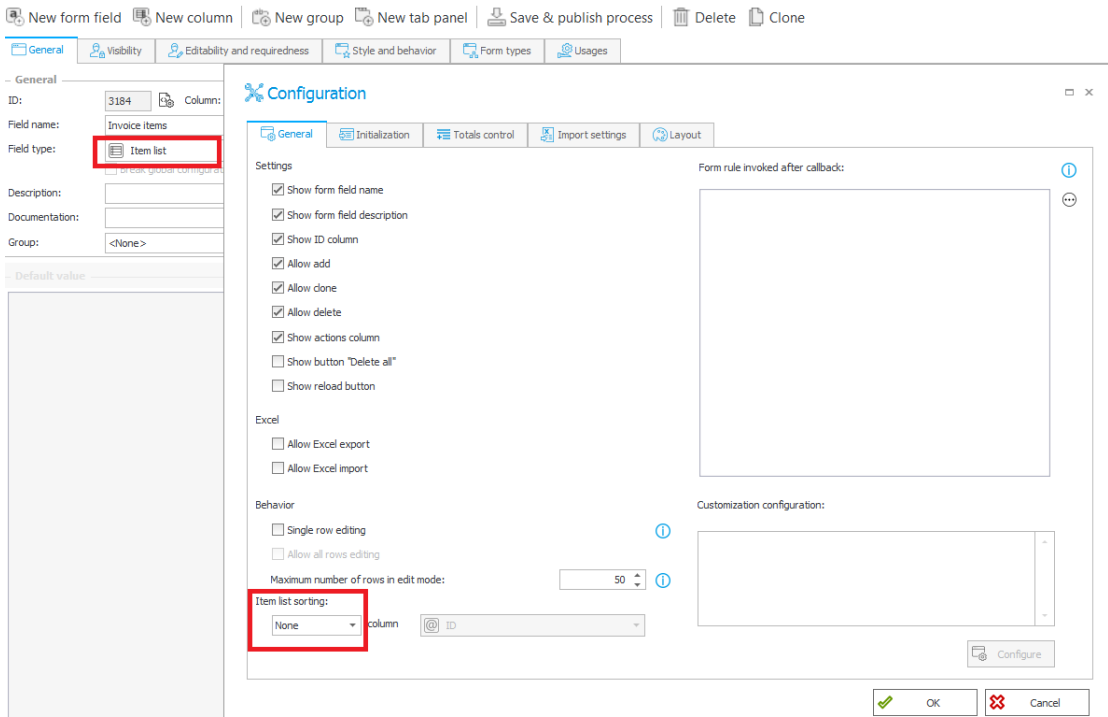 New form field New column New group New tab panel Save & publish process Delete Clone
General Visibility Editability and requiredness Style and behavior Form types Usages
General
ID: 3184 Column:
Field name: Invoice items
Field type: Item list
Break global configurat
Description:
Documentation:
Group: <None>
Default value
Configuration
General Initialization Totals control Import settings Layout
Settings
Form rule invoked after callback:
Show form field name
Show form field description
Show ID column
Allow add
Allow clone
Allow delete
Show actions column
Show button "Delete all"
Show reload button
Excel
Allow Excel export
Allow Excel import
Behavior
Customization configuration:
Single row editing
Allow all rows editing
Maximum number of rows in edit mode: 50
Item list sorting:
None column @ ID
Configure
OK Cancel